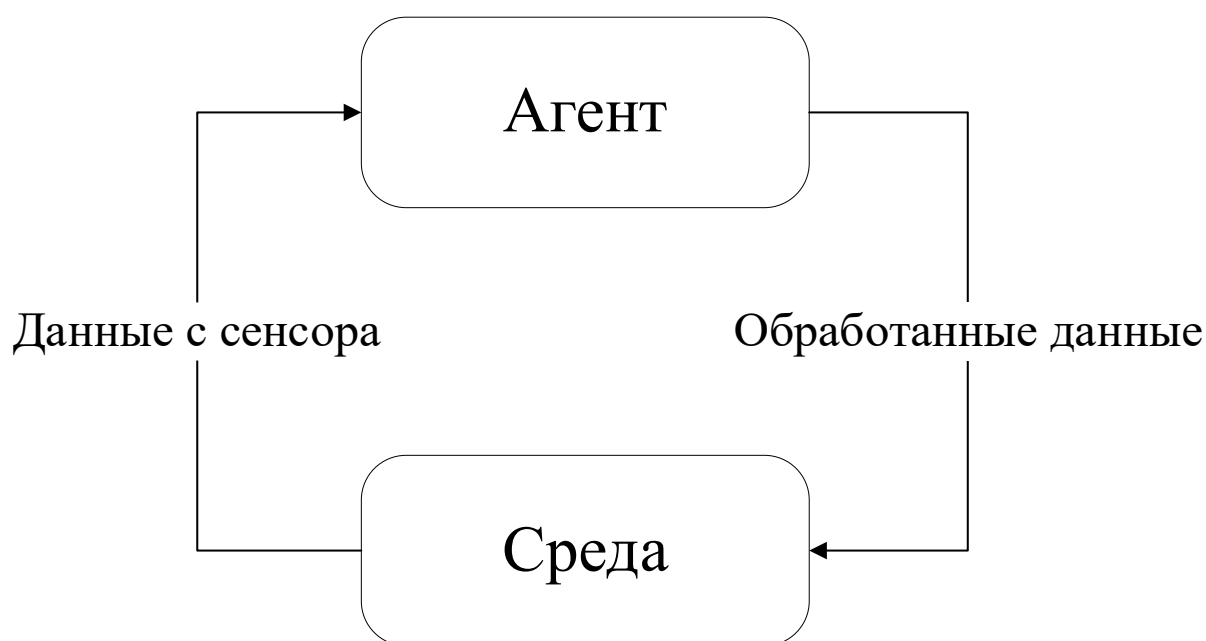 Агент
Данные с сенсора
Обработанные данные
Среда